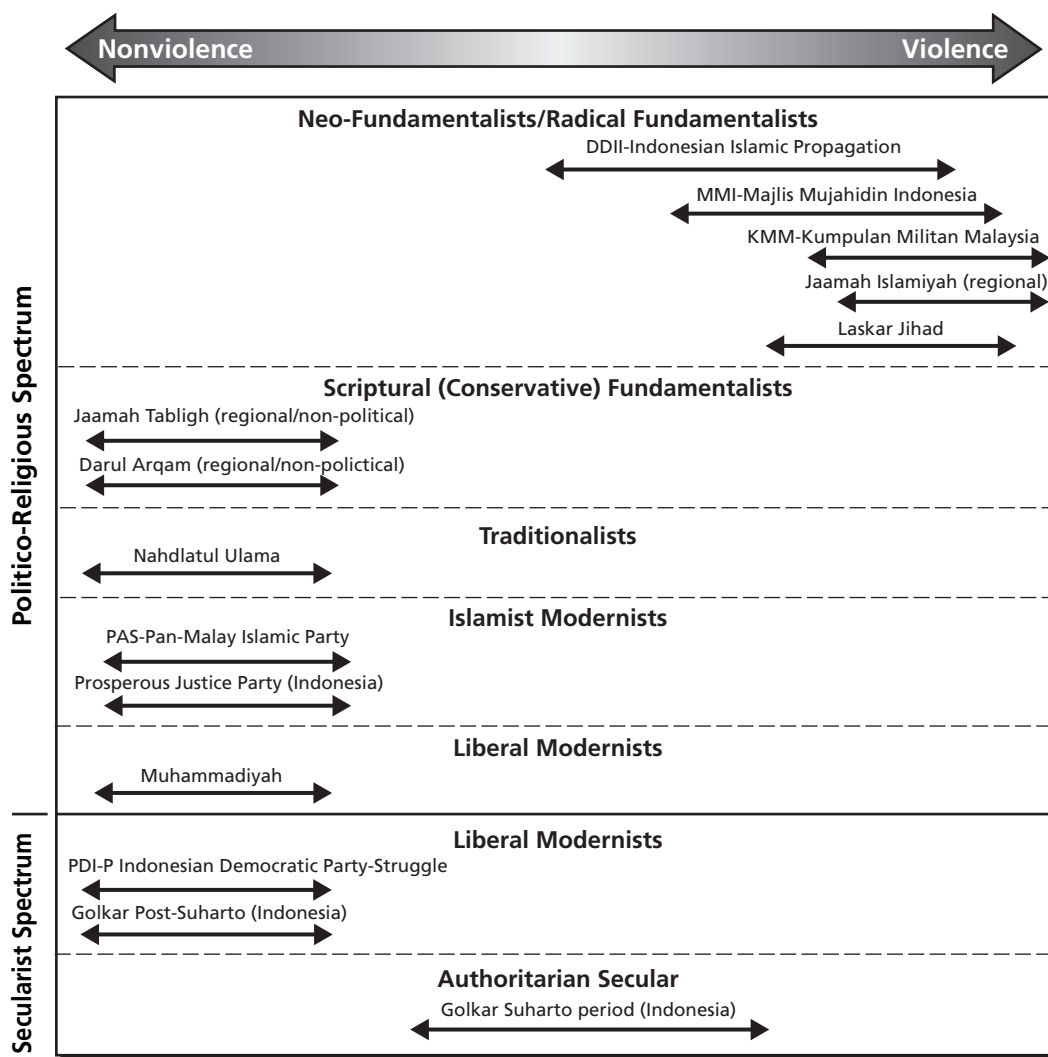 Nonviolence
Violence
Politico-Religious Spectrum
Neo-Fundamentalists/Radical Fundamentalists
DDII-Indonesian Islamic Propagation
MMI-Majlis Mujahidin Indonesia
KMM-Kumpulan Militan Malaysia
Jaamah Islamiyah (regional)
Laskar Jihad
Scriptural (Conservative) Fundamentalists
Jaamah Tabligh (regional/non-political)
Darul Arqam (regional/non-polictical)
Traditionalists
Nahdlatul Ulama
Islamist Modernists
PAS-Pan-Malay Islamic Party
Prosperous Justice Party (Indonesia)
Liberal Modernists
Muhammadiyah
Secularist Spectrum
Liberal Modernists
PDI-P Indonesian Democratic Party-Struggle
Golkar Post-Suharto (Indonesia)
Authoritarian Secular
Golkar Suharto period (Indonesia)